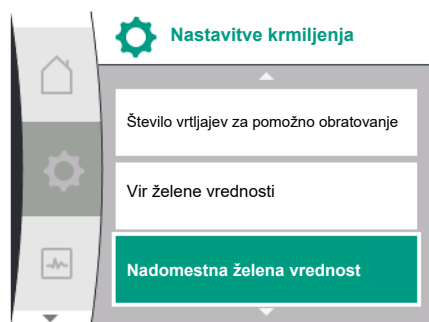 Nastavitve krmiljenja
Število vrtljajev za pomožno obratovanje
Vir želene vrednosti
Nadomestna želena vrednost